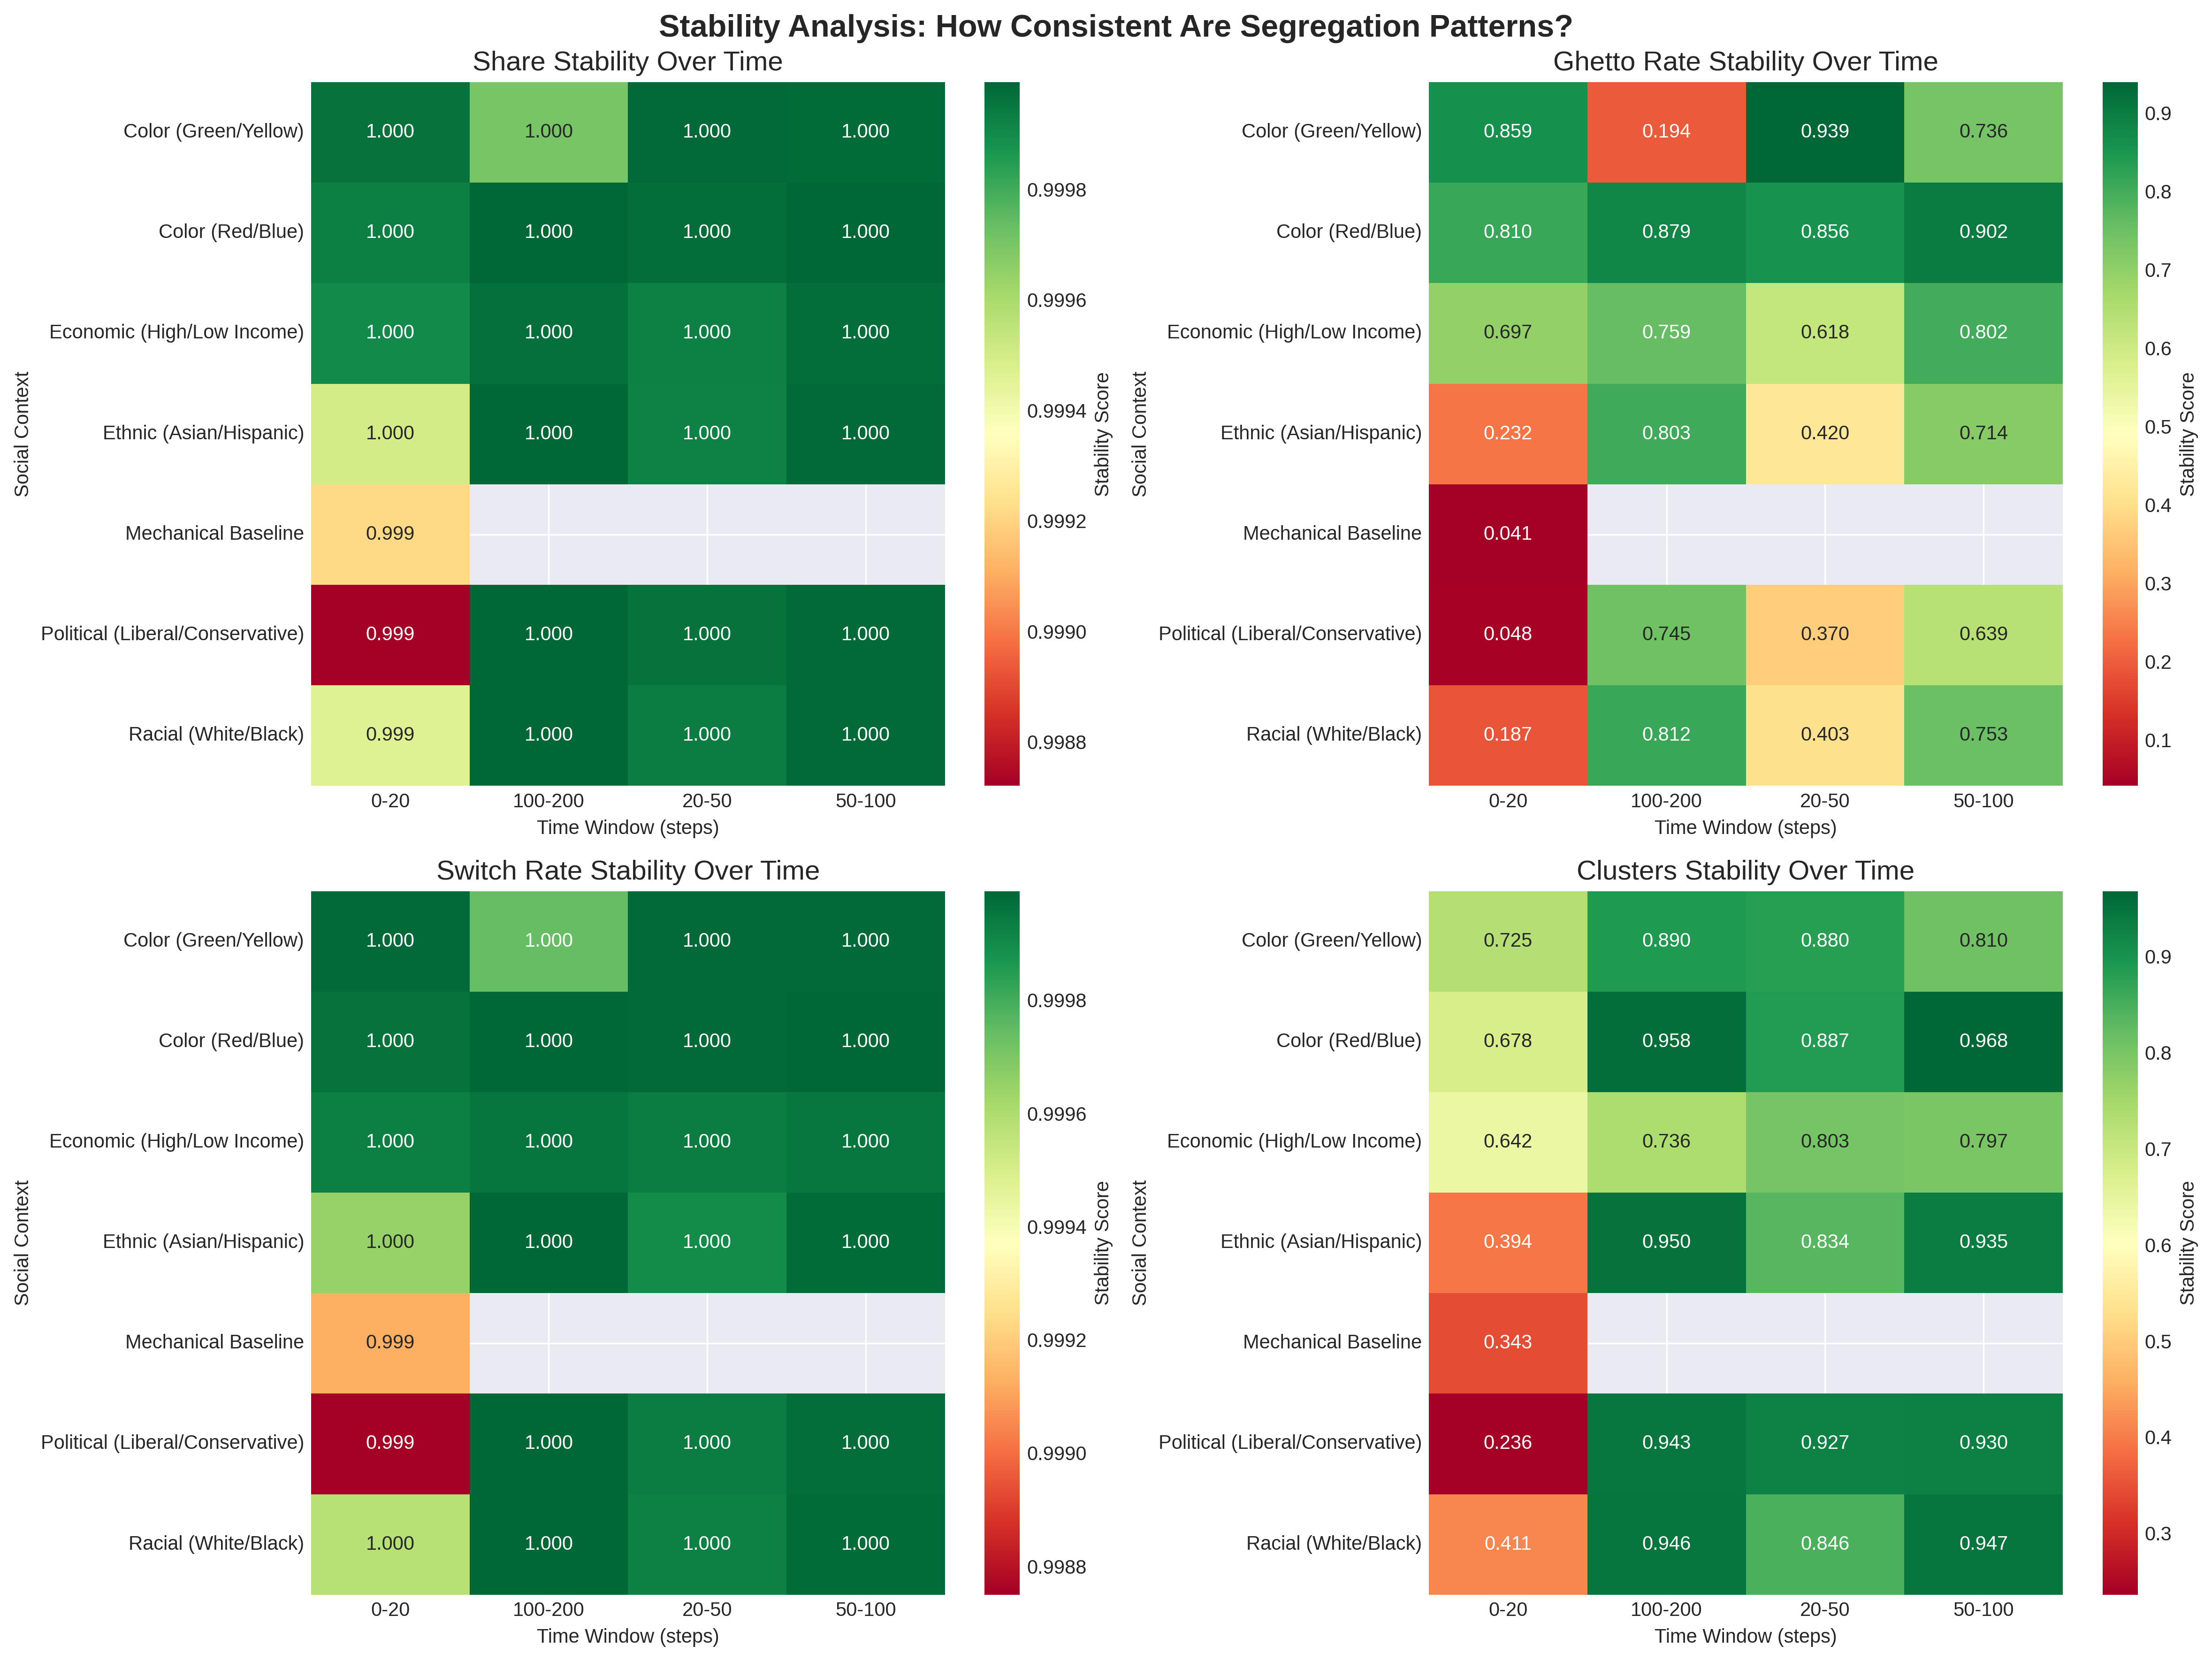 Stability Analysis: How Consistent Are Segregation Patterns?
Share Stability Over Time
Color (Green/Yellow) 1.000 1.000 1.000 1.000
Color (Red/Blue) 1.000 1.000 1.000 1.000
Economic (High/Low Income) 1.000 1.000 1.000 1.000
Ethnic (Asian/Hispanic) 1.000 1.000 1.000 1.000
Mechanical Baseline 0.999
Political (Liberal/Conservative) 0.999 1.000 1.000 1.000
Racial (White/Black) 0.999 1.000 1.000 1.000
0-20 100-200 20-50 50-100
Time Window (steps)
Social Context
0.9998
0.9996
0.9994
0.9992
0.9990
0.9988
Stability Score
Ghetto Rate Stability Over Time
Color (Green/Yellow) 0.859 0.194 0.939 0.736
Color (Red/Blue) 0.810 0.879 0.856 0.902
Economic (High/Low Income) 0.697 0.759 0.618 0.802
Ethnic (Asian/Hispanic) 0.232 0.803 0.420 0.714
Mechanical Baseline 0.041
Political (Liberal/Conservative) 0.048 0.745 0.370 0.639
Racial (White/Black) 0.187 0.812 0.403 0.753
0-20 100-200 20-50 50-100
Time Window (steps)
Social Context
0.9
0.8
0.7
0.6
0.5
0.4
0.3
0.2
0.1
Stability Score
Switch Rate Stability Over Time
Color (Green/Yellow) 1.000 1.000 1.000 1.000
Color (Red/Blue) 1.000 1.000 1.000 1.000
Economic (High/Low Income) 1.000 1.000 1.000 1.000
Ethnic (Asian/Hispanic) 1.000 1.000 1.000 1.000
Mechanical Baseline 0.999
Political (Liberal/Conservative) 0.999 1.000 1.000 1.000
Racial (White/Black) 1.000 1.000 1.000 1.000
0-20 100-200 20-50 50-100
Time Window (steps)
Social Context
0.9998
0.9996
0.9994
0.9992
0.9990
0.9988
Stability Score
Clusters Stability Over Time
Color (Green/Yellow) 0.725 0.890 0.880 0.810
Color (Red/Blue) 0.678 0.958 0.887 0.968
Economic (High/Low Income) 0.642 0.736 0.803 0.797
Ethnic (Asian/Hispanic) 0.394 0.950 0.834 0.935
Mechanical Baseline 0.343
Political (Liberal/Conservative) 0.236 0.943 0.927 0.930
Racial (White/Black) 0.411 0.946 0.846 0.947
0-20 100-200 20-50 50-100
Time Window (steps)
Social Context
0.9
0.8
0.7
0.6
0.5
0.4
0.3
Stability Score